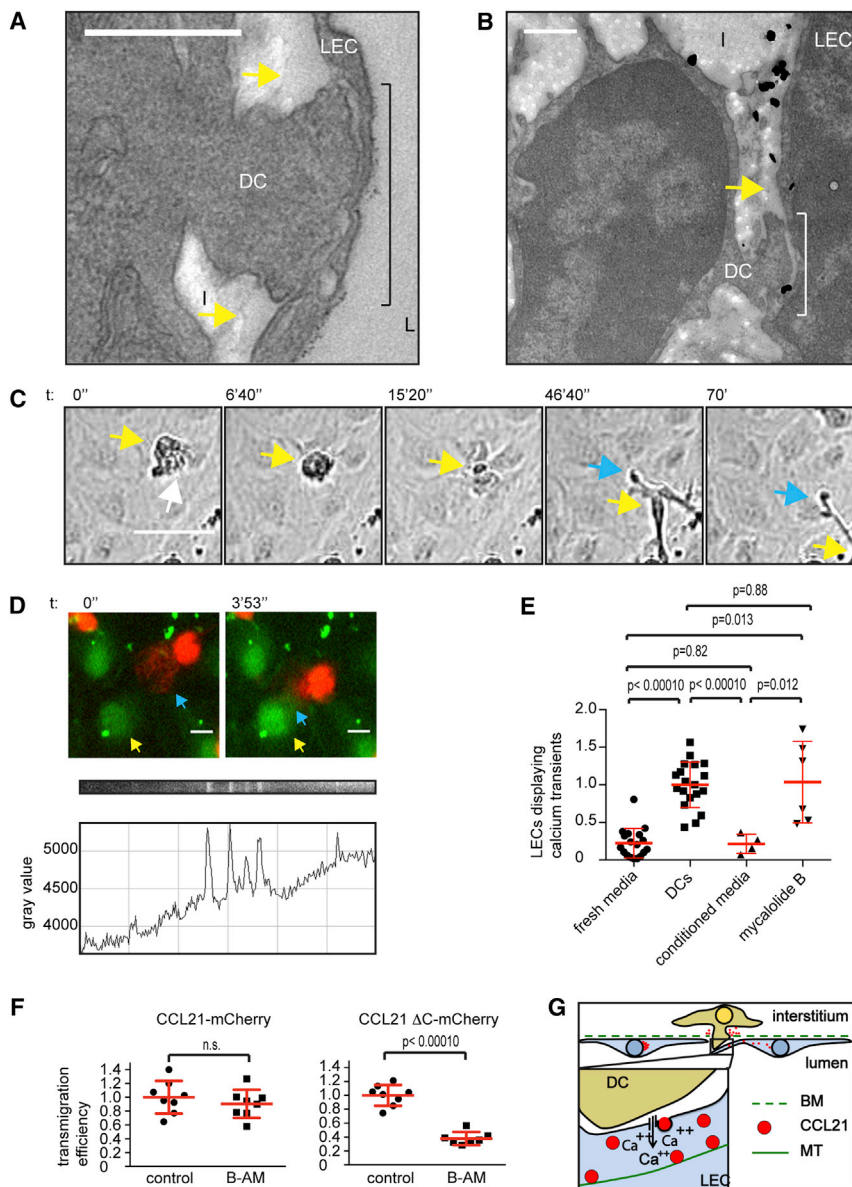 A
LEC
DC
I
L
B
I
LEC
DC
C
t: 0'' 6'40'' 15'20'' 46'40'' 70'
D
t: 0'' 3'53''
5000
4500
4000
gray value
E
p=0.88
p=0.013
p=0.82
p< 0.00010 p< 0.00010 p=0.012
2.0
1.5
1.0
0.5
0
LECs displaying
calcium transients
fresh media
DCs
conditioned media
mycalolide B
F
CCL21-mCherry
n.s.
1.6
1.4
1.2
1.0
0.8
0.6
0.4
0.2
0
transmigration
efficiency
control B-AM
CCL21 ΔC-mCherry
p< 0.00010
1.6
1.4
1.2
1.0
0.8
0.6
0.4
0.2
0
control B-AM
G
interstitium
lumen
DC
Ca++
Ca++
Ca++
LEC
BM
CCL21
MT